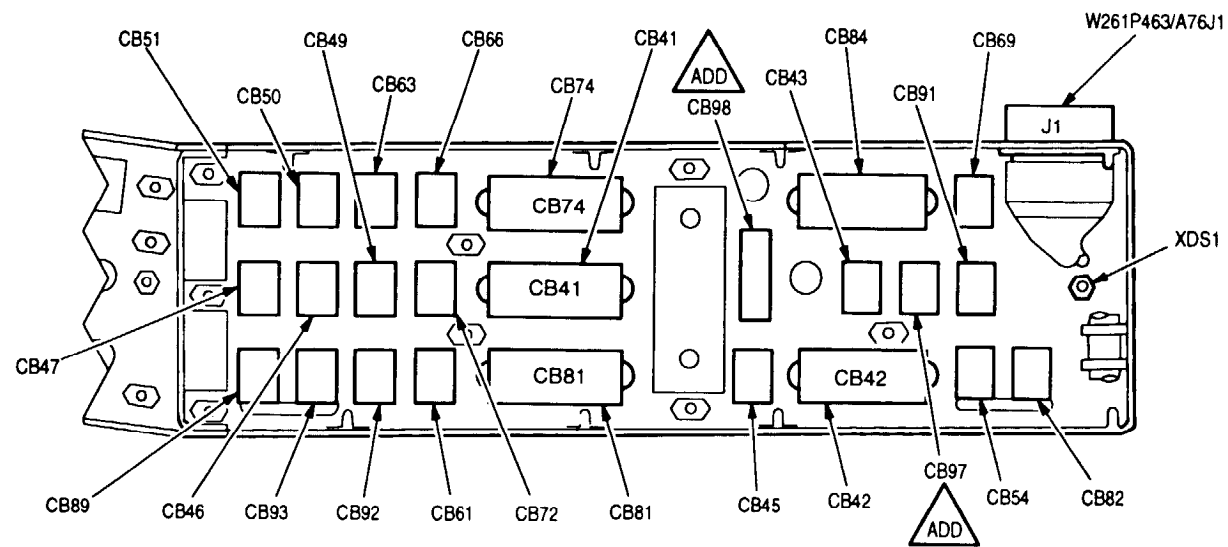 W261P463/A76J1
CB51
CB49
CB66
CB41
ADD
CB84
CB69
CB50
CB63
CB74
CB98
CB43
CB91
J1
CB74
XDS1
CB41
CB47
CB81
CB42
CB89
CB46
CB93
CB92
CB61
CB72
CB81
CB45
CB42
CB97
CB54
CB82
ADD